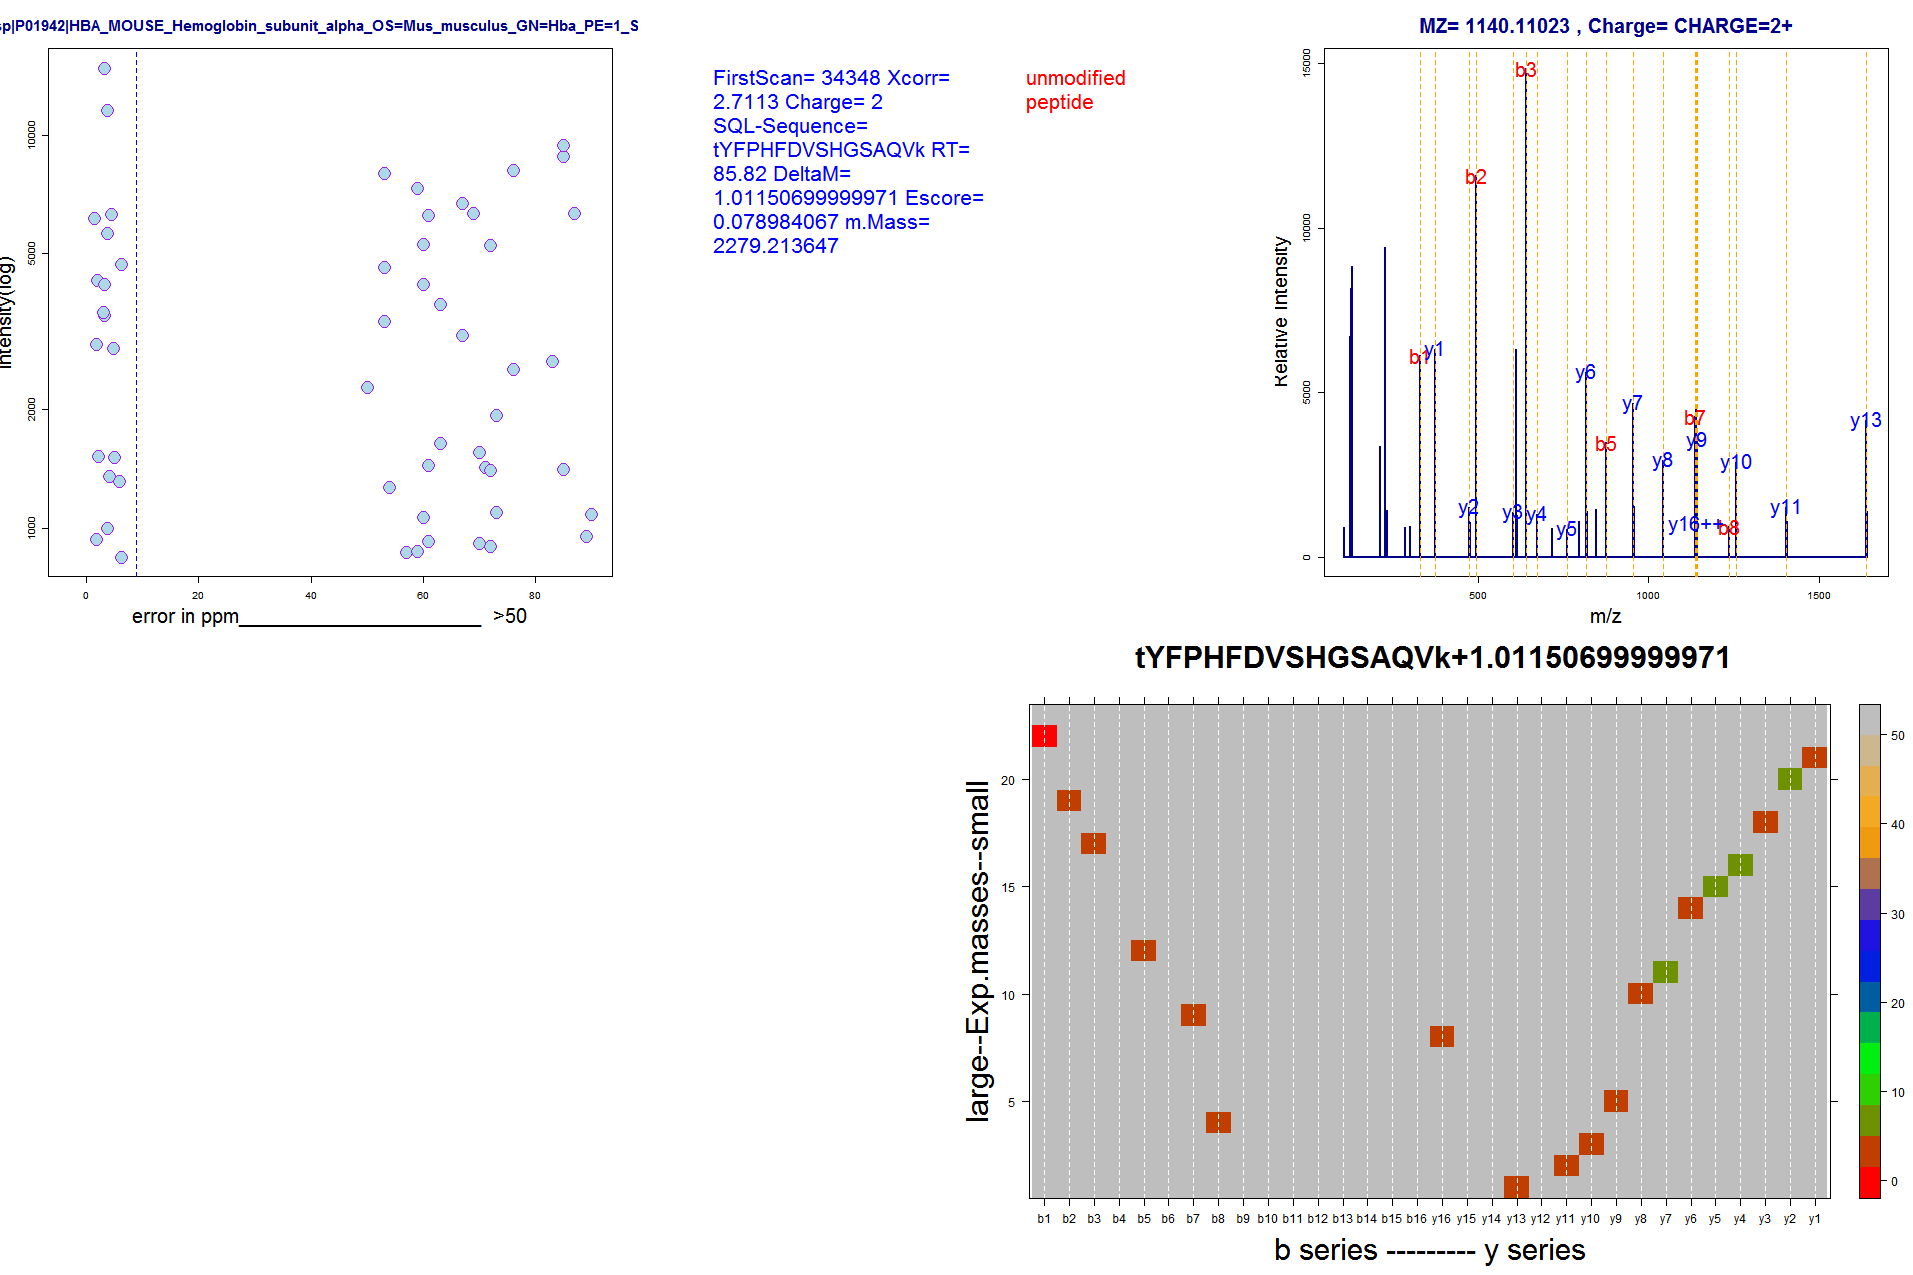 sp|P01942|HBA_MOUSE_Hemoglobin_subunit_alpha_OS=Mus_musculus_GN=Hba_PE=1_S
intensity(log)
10000
5000
2000
1000
0 20 40 60 80
error in ppm______________________ >50
FirstScan= 34348 Xcorr=
2.7113 Charge= 2
SQL-Sequence=
tYFPHFDVSHGSAQVk RT=
85.82 DeltaM=
1.01150699999971 Escore=
0.078984067 m.Mass=
2279.213647
unmodified
peptide
MZ= 1140.11023 , Charge= CHARGE=2+
Relative Intensity
15000
10000
5000
0
b3
b2
b1
y1
y6
y7
b7
y13
b5
y9
y8
y10
y2
y3
y4
y11
y5
y16++
b8
500 1000 1500
m/z
tYFPHFDVSHGSAQVk+1.01150699999971
large--Exp.masses--small
20
15
10
5
b1 b2 b3 b4 b5 b6 b7 b8 b9 b10 b11 b12 b13 b14 b15 b16 y16 y15 y14 y13 y12 y11 y10 y9 y8 y7 y6 y5 y4 y3 y2 y1
b series --------- y series
50
40
30
20
10
0